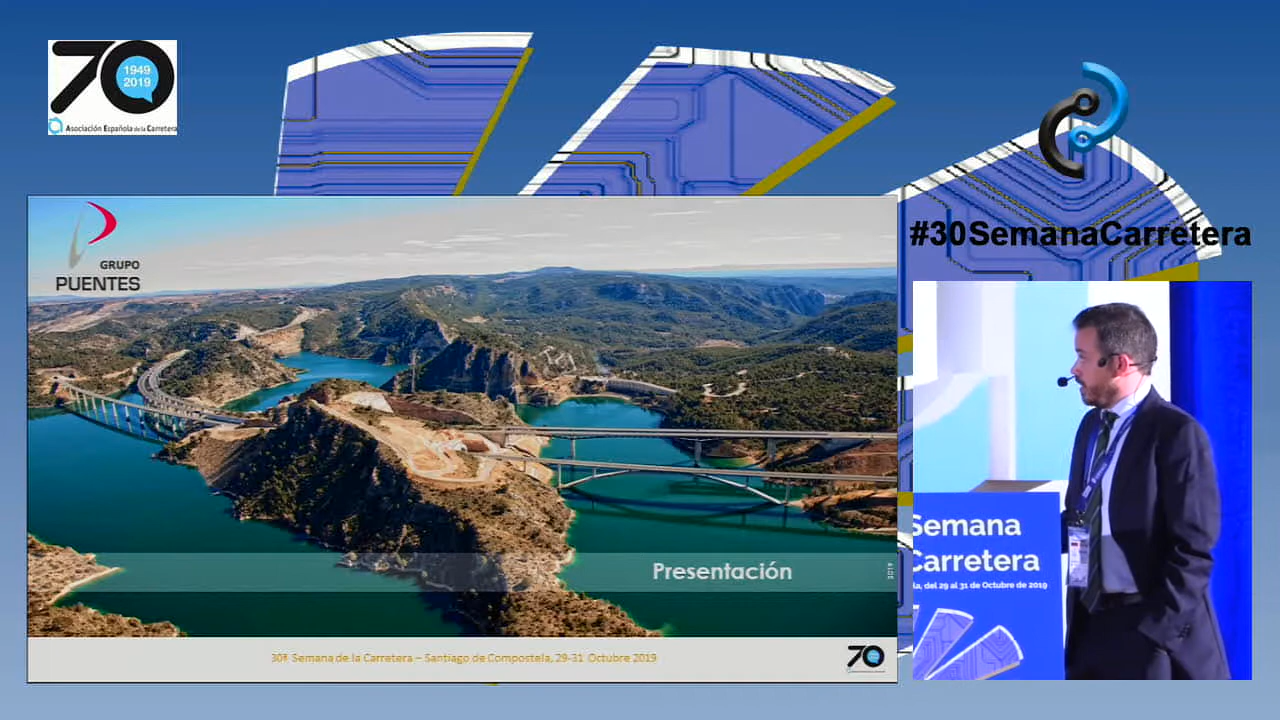 70
1949
2019
Asociación Española de la Carretera
#30SemanaCarretera
GRUPO
PUENTES
Presentación
2019
30ª Semana de la Carretera – Santiago de Compostela, 29-31 Octubre 2019
70
Semana
Carretera
la, del 29 al 31 de Octubre de 2019